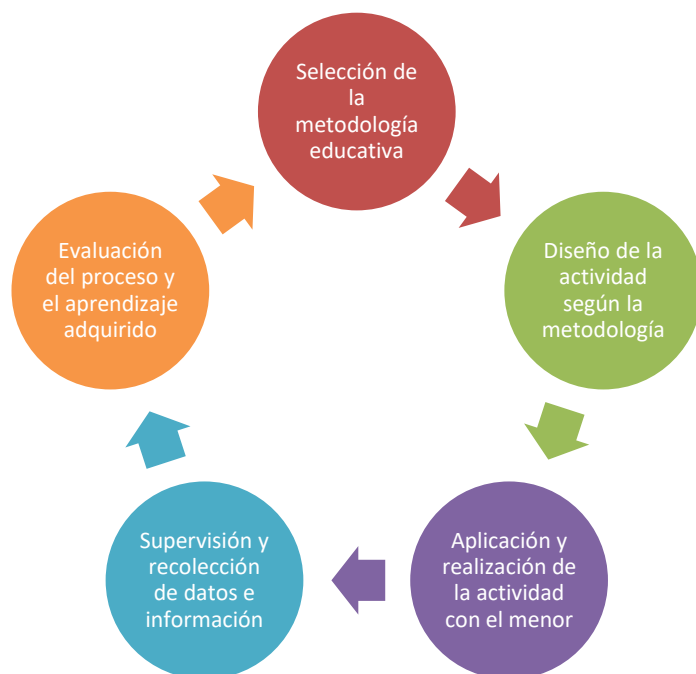 Selección de
la
metodología
educativa
Diseño de la
actividad
según la
metodología
Aplicación y
realización de
la actividad
con el menor
Supervisión y
recolección
de datos e
información
Evaluación
del proceso y
el aprendizaje
adquirido